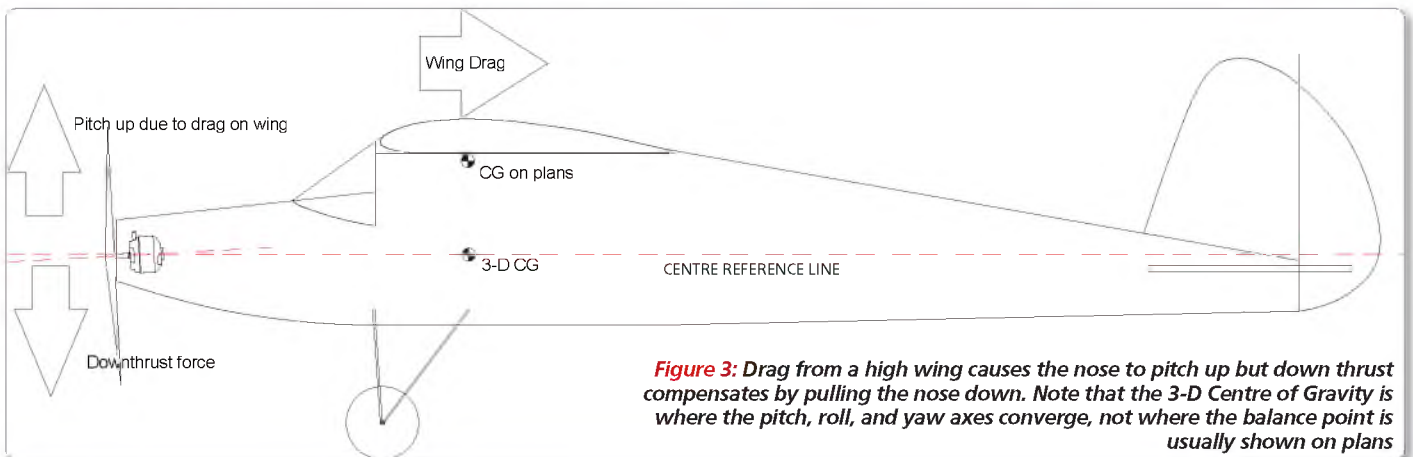 Wing Drag
Pitch up due to drag on wing
CG on plans
3-D CG
CENTRE REFERENCE LINE
Downthrust force
Figure 3: Drag from a high wing causes the nose to pitch up but down thrust
compensates by pulling the nose down. Note that the 3-D Centre of Gravity is
where the pitch, roll, and yaw axes converge, not where the balance point is
usually shown on plans